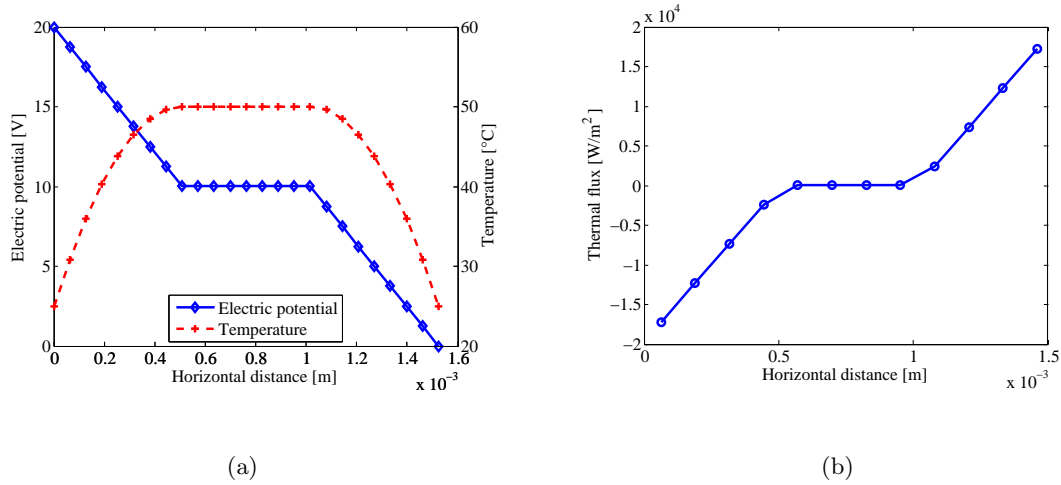 20
15
10
5
0
Electric potential [V]
60
50
40
30
20
Temperature [°C]
0 0.2 0.4 0.6 0.8 1 1.2 1.4 1.6
x 10⁻³
Horizontal distance [m]
Electric potential
Temperature
(a)
x 10⁴
2
1.5
1
0.5
0
−0.5
−1
−1.5
−2
Thermal flux [W/m²]
0 0.5 1 1.5
x 10⁻³
Horizontal distance [m]
(b)